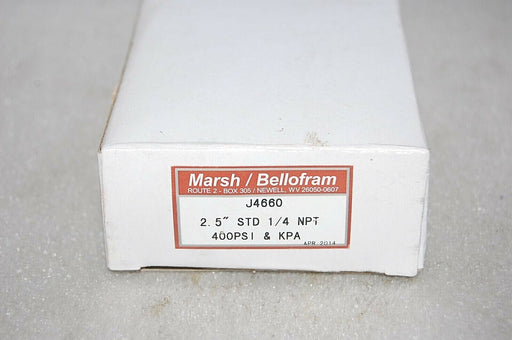 Marsh / Bellofram
ROUTE 2 - BOX 305 / NEWELL, WV 26050-0607
J4660
2.5" STD 1/4 NPT
400PSI & KPA
APR 2014